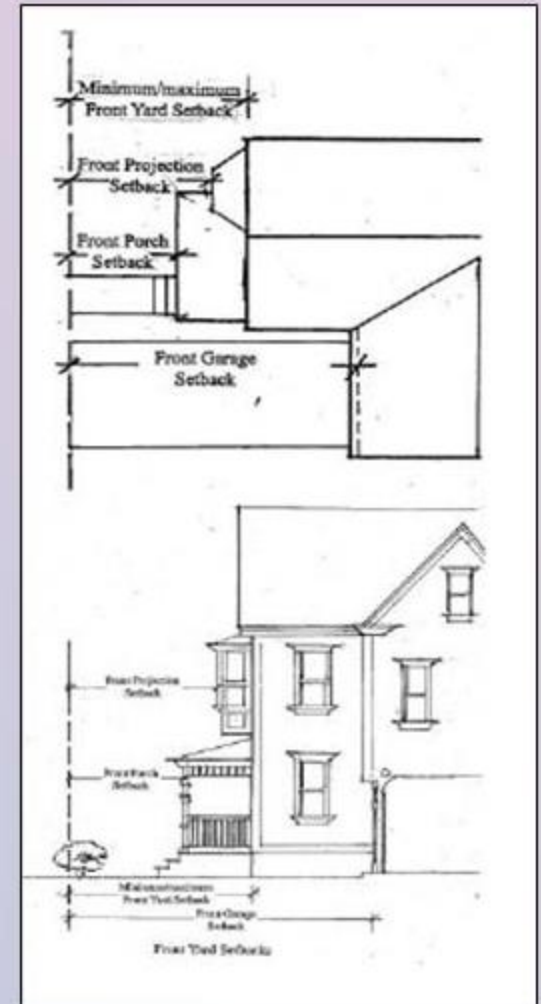 Minimum/maximum
Front Yard Setback
Front Projection
Setback
Front Porch
Setback
Front Garage
Setback
Front Projection
Setback
Front Porch
Setback
Minimum/maximum
Front Yard Setback
Front Garage
Setback
Front Yard Setbacks